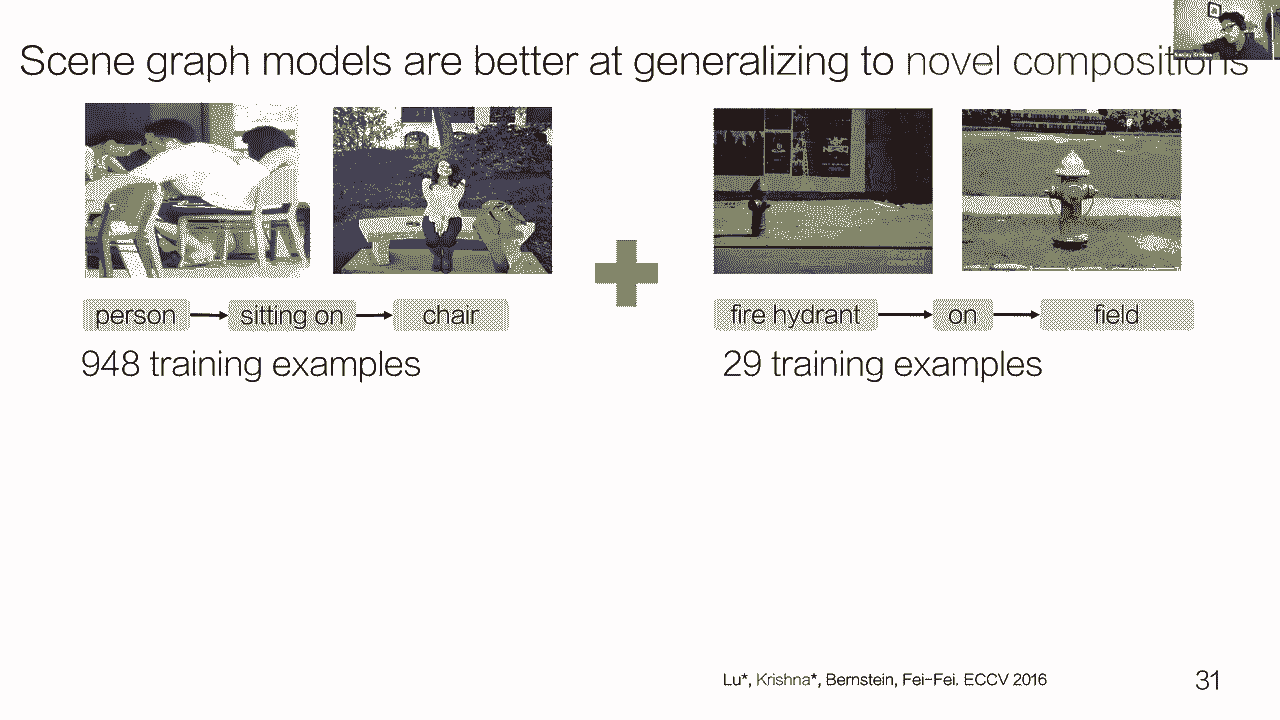 Scene graph models are better at generalizing to novel compositions
person sitting on chair
fire hydrant on field
948 training examples
29 training examples
Lu*, Krishna*, Bernstein, Fei-Fei. ECCV 2016
31